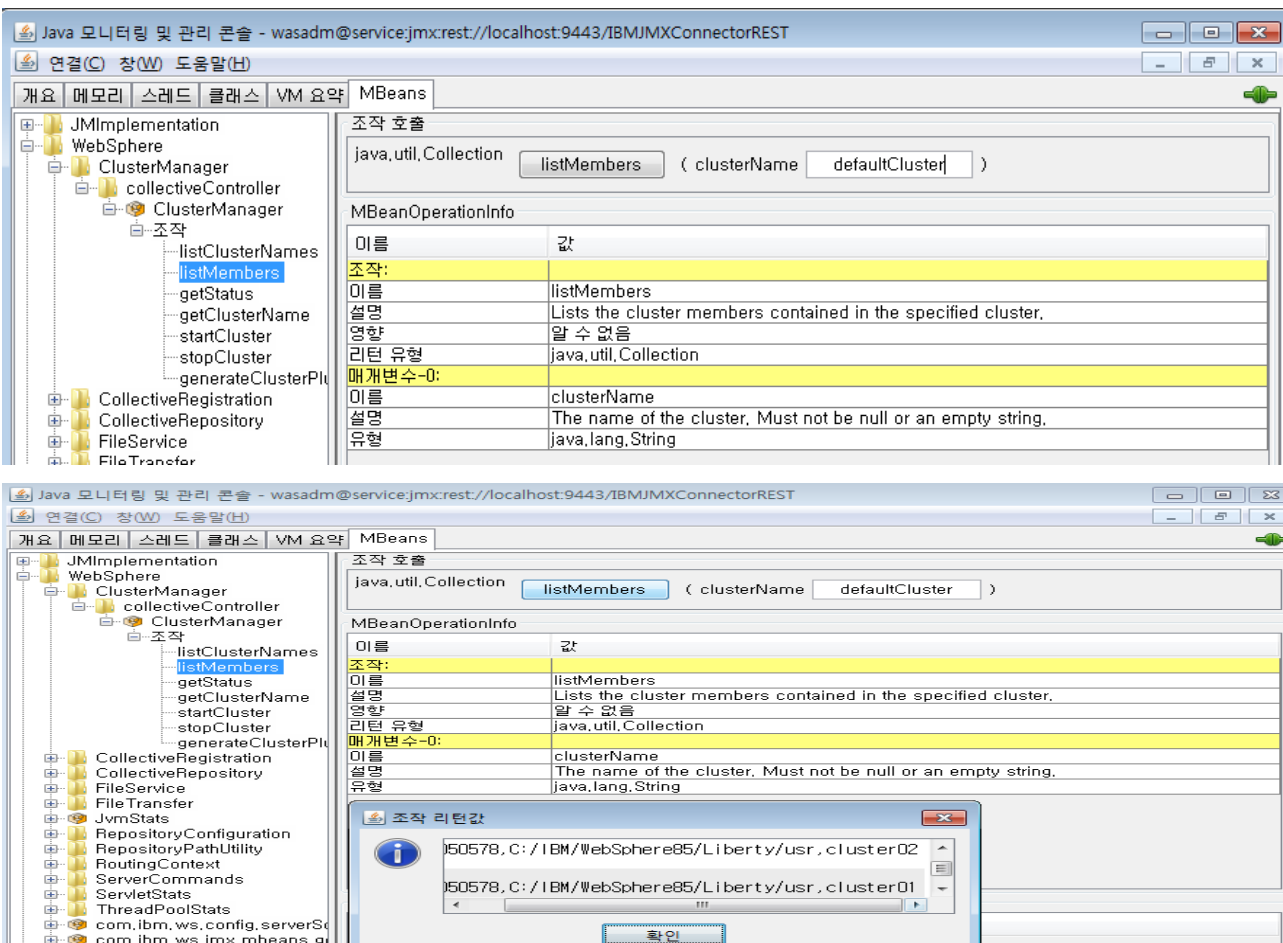 Java 모니터링 및 관리 콘솔 - wasadm@service:jmx:rest://localhost:9443/IBMJMXConnectorREST
연결(C) 창(W) 도움말(H)
개요 메모리 스레드 클래스 VM 요약 MBeans
JMImplementation
WebSphere
ClusterManager
collectiveController
ClusterManager
조작
listClusterNames
listMembers
getStatus
getClusterName
startCluster
stopCluster
generateClusterPlu
CollectiveRegistration
CollectiveRepository
FileService
FileTransfer
조작 호출
java,util,Collection listMembers ( clusterName defaultCluster )
MBeanOperationInfo
이름 값
조작:
이름 listMembers
설명 Lists the cluster members contained in the specified cluster,
영향 알 수 없음
리턴 유형 java,util,Collection
매개변수-0:
이름 clusterName
설명 The name of the cluster, Must not be null or an empty string,
유형 java,lang,String
Java 모니터링 및 관리 콘솔 - wasadm@service:jmx:rest://localhost:9443/IBMJMXConnectorREST
연결(C) 창(W) 도움말(H)
개요 메모리 스레드 클래스 VM 요약 MBeans
JMImplementation
WebSphere
ClusterManager
collectiveController
ClusterManager
조작
listClusterNames
listMembers
getStatus
getClusterName
startCluster
stopCluster
generateClusterPlu
CollectiveRegistration
CollectiveRepository
FileService
FileTransfer
JvmStats
RepositoryConfiguration
RepositoryPathUtility
RoutingContext
ServerCommands
ServletStats
ThreadPoolStats
com,ibm,ws,config,serverSc
com,ibm,ws,jmx,mbeans,g
조작 호출
java,util,Collection listMembers ( clusterName defaultCluster )
MBeanOperationInfo
이름 값
조작:
이름 listMembers
설명 Lists the cluster members contained in the specified cluster,
영향 알 수 없음
리턴 유형 java,util,Collection
매개변수-0:
이름 clusterName
설명 The name of the cluster, Must not be null or an empty string,
유형 java,lang,String
조작 리턴값
050578,C:/IBM/WebSphere85/Liberty/usr,cluster02
050578,C:/IBM/WebSphere85/Liberty/usr,cluster01
확인